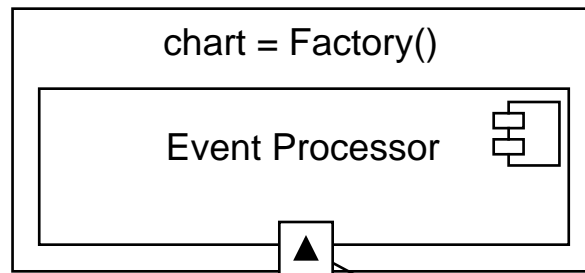 chart = Factory()
Event Processor